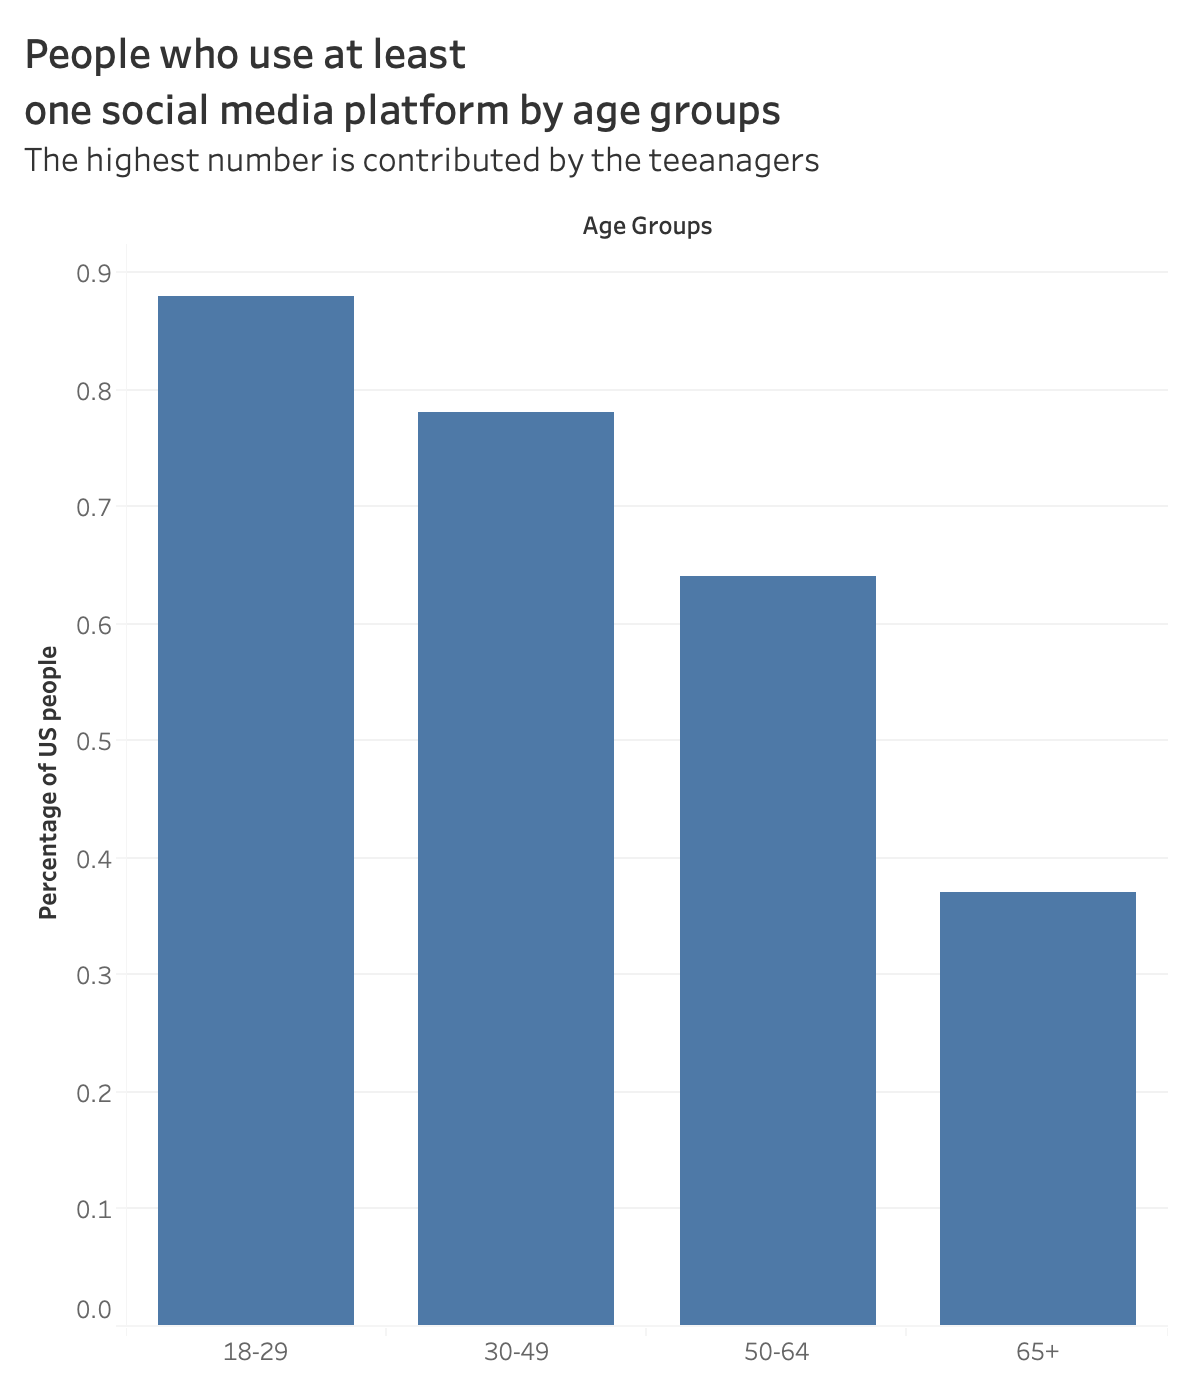 People who use at least
one social media platform by age groups
The highest number is contributed by the teeanagers
Age Groups
0.9
0.8
0.7
0.6
0.5
0.4
0.3
0.2
0.1
0.0
Percentage of US people
18-29
30-49
50-64
65+